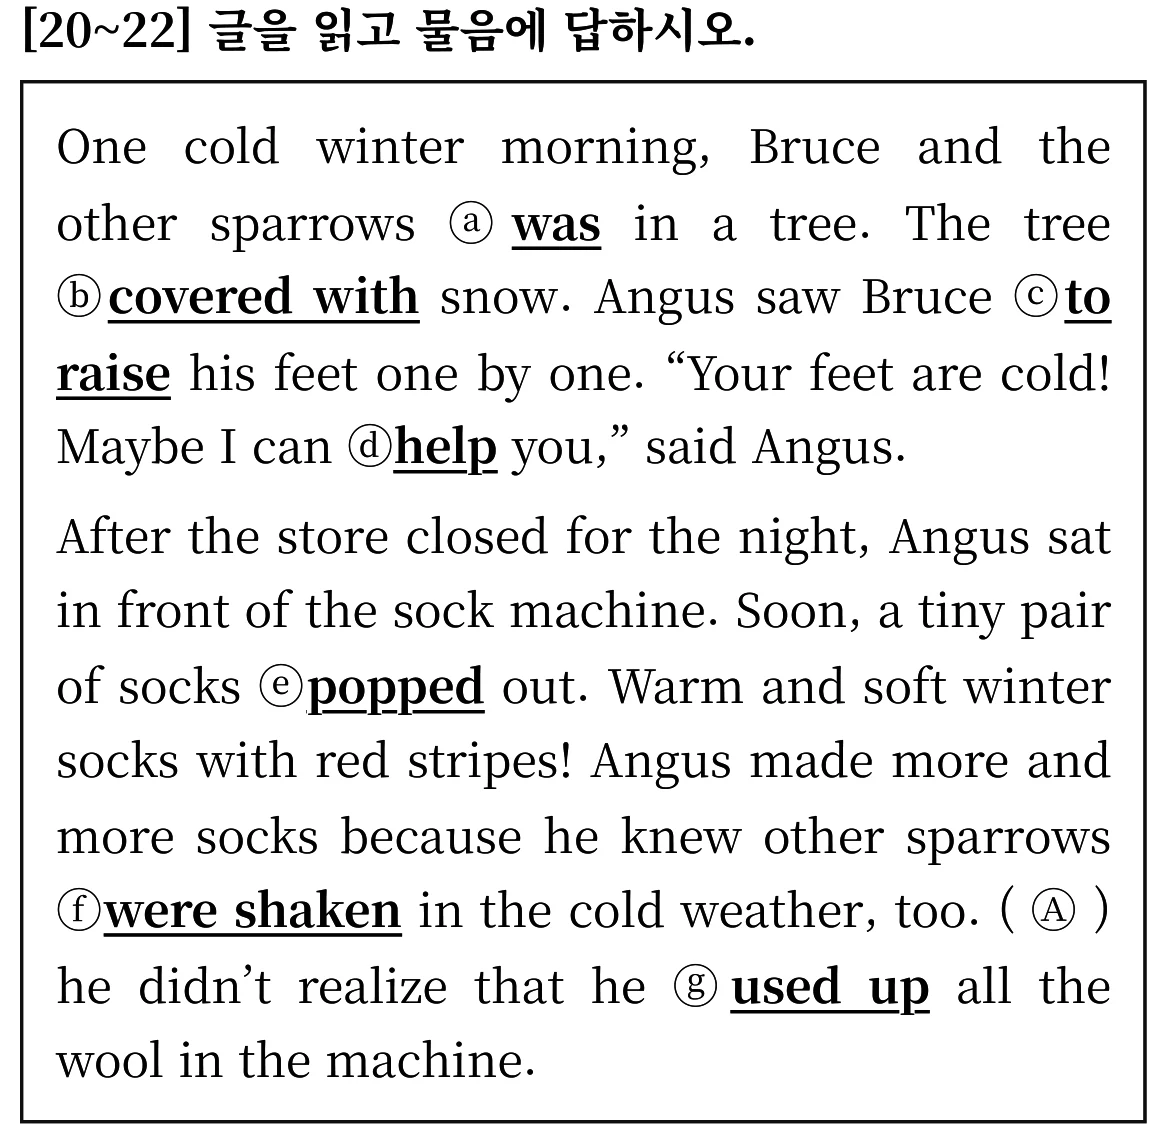 [20~22] 글을 읽고 물음에 답하시오.
One cold winter morning, Bruce and the
other sparrows ⓐ was in a tree. The tree
ⓑcovered with snow. Angus saw Bruce ⓒto
raise his feet one by one. “Your feet are cold!
Maybe I can ⓓhelp you,” said Angus.
After the store closed for the night, Angus sat
in front of the sock machine. Soon, a tiny pair
of socks ⓔpopped out. Warm and soft winter
socks with red stripes! Angus made more and
more socks because he knew other sparrows
ⓕwere shaken in the cold weather, too. ( Ⓐ )
he didn’t realize that he ⓖ used up all the
wool in the machine.